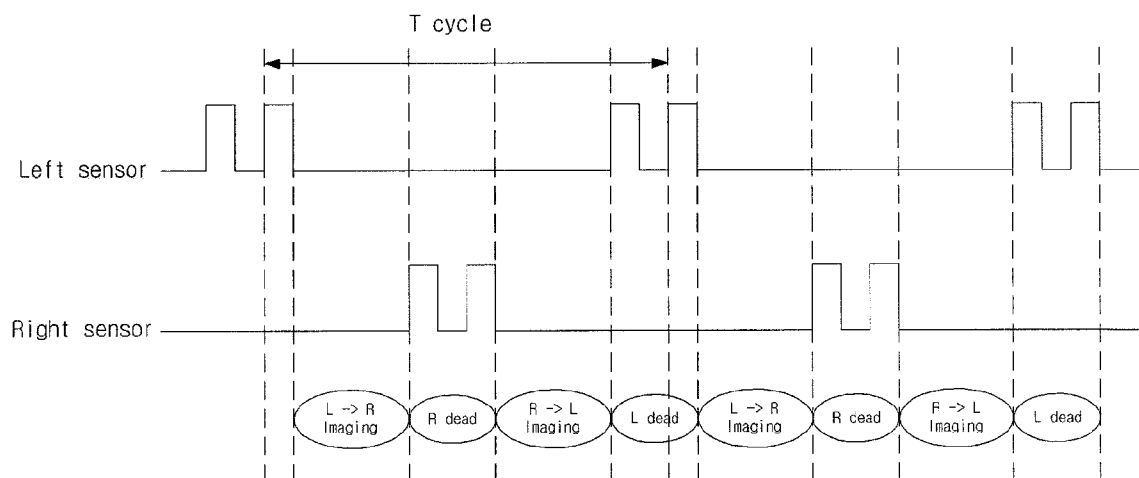 T cycle
Left sensor
Right sensor
L -> R
Imaging
R dead
R -> L
Imaging
L dead
L -> R
Imaging
R cead
R -> L
Imaging
L dead